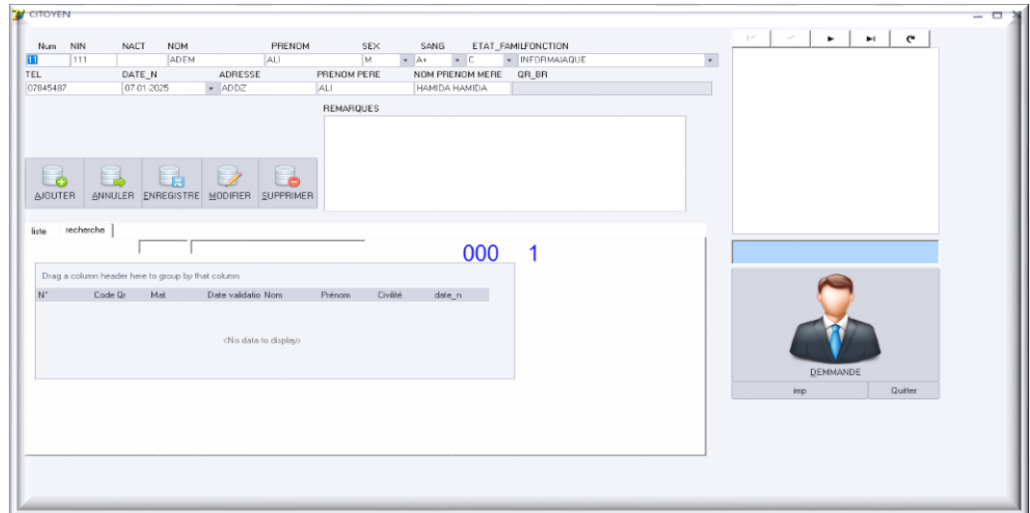 CITOYEN
Num NIN NACT NOM PRENOM SEX SANG ETAT_FAMIL FONCTION
11 111 ADEM ALI M A+ C INFORMAIAQUE
TEL DATE_N ADRESSE PRENOM PERE NOM PRENOM MERE QR_BR
07845487 07-01-2025 ADDZ ALI HAMIDA HAMIDA
REMARQUES
AJOUTER ANNULER ENREGISTRE MODIFIER SUPPRIMER
liste recherche
000 1
Drag a column header here to group by that column
N° Code Qr Mat Date validatio Nom Prénom Civilité date_n
<No data to display>
DEMMANDE
imp Quitter